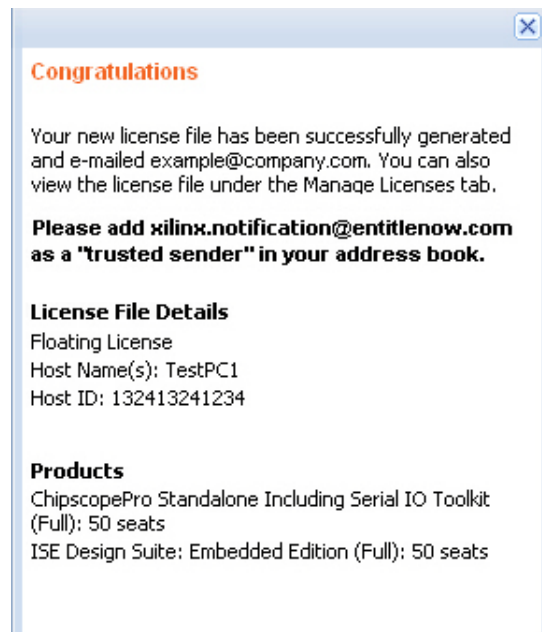 Congratulations
Your new license file has been successfully generated
and e-mailed example@company.com. You can also
view the license file under the Manage Licenses tab.
Please add xilinx.notification@entitlenow.com
as a "trusted sender" in your address book.
License File Details
Floating License
Host Name(s): TestPC1
Host ID: 132413241234
Products
ChipscopePro Standalone Including Serial IO Toolkit
(Full): 50 seats
ISE Design Suite: Embedded Edition (Full): 50 seats